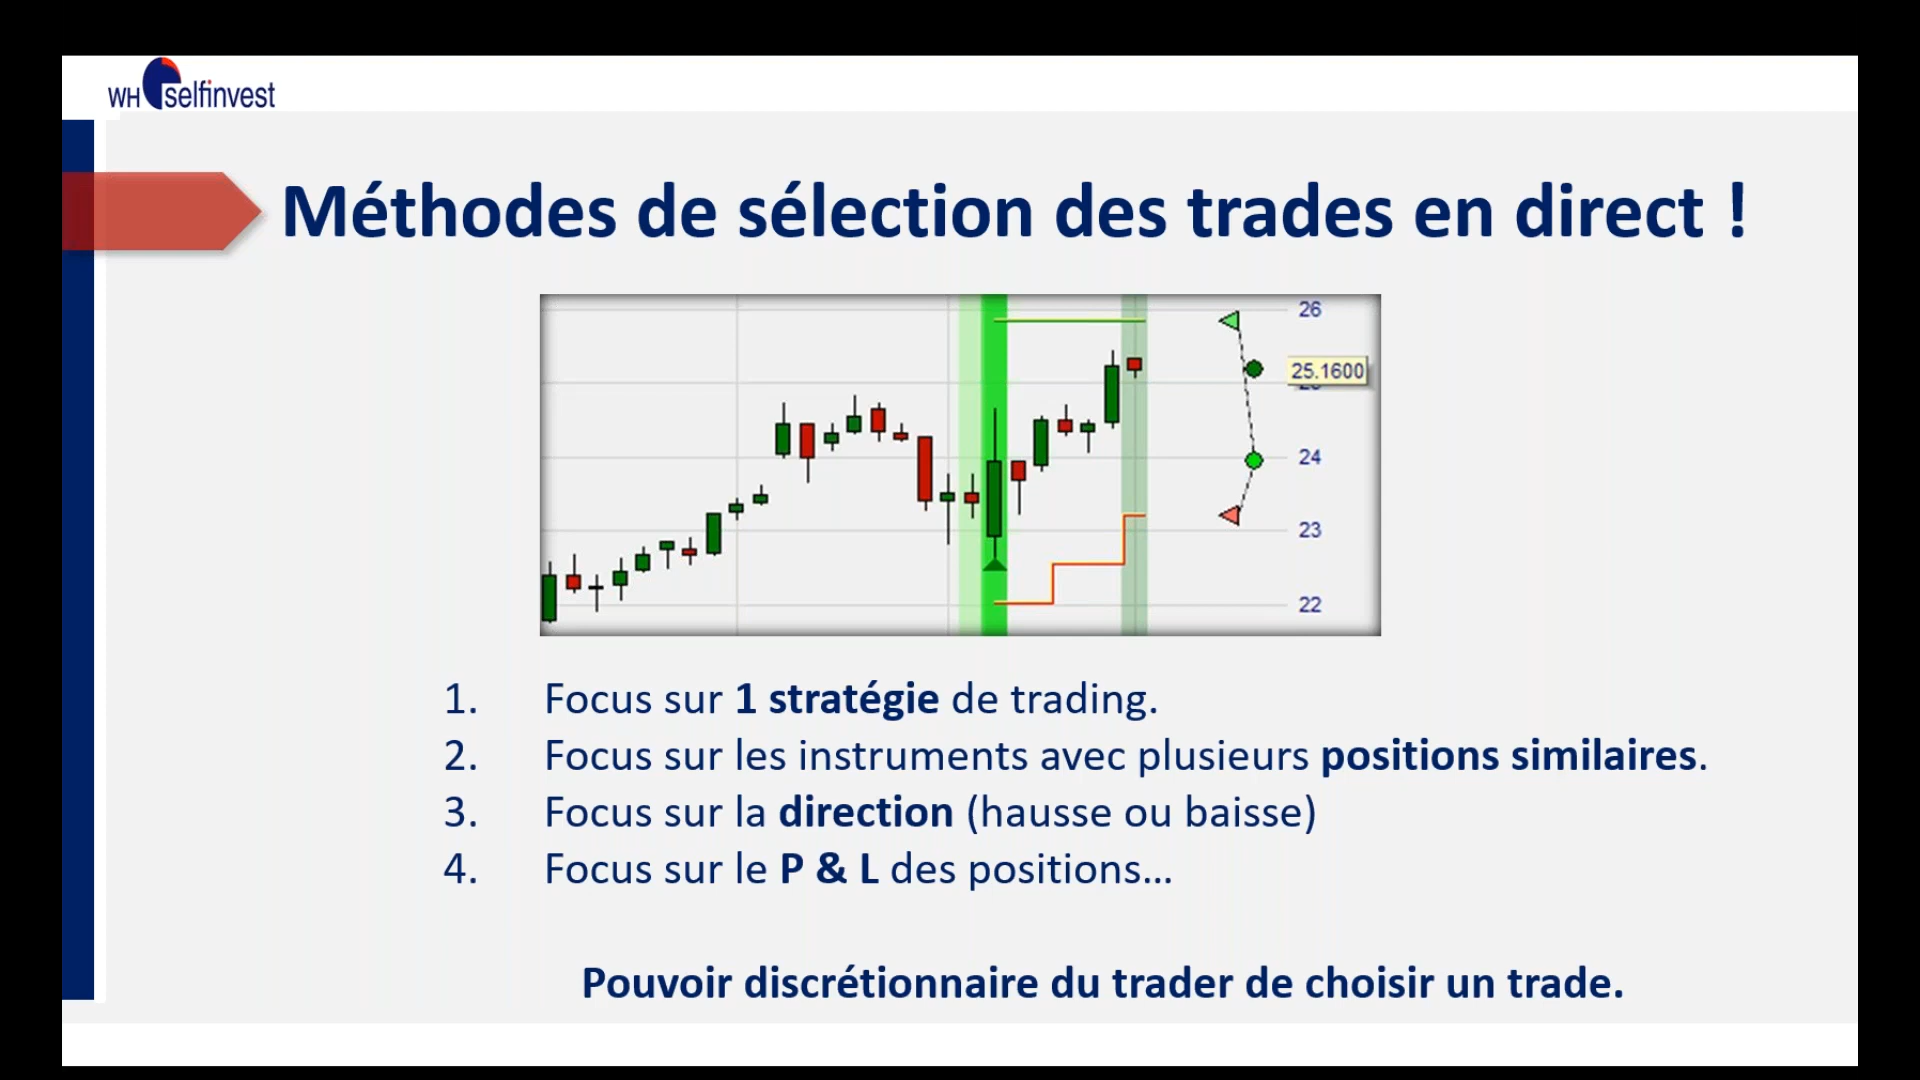 WH selfinvest
Méthodes de sélection des trades en direct !
26
25.1600
24
23
22
1. Focus sur 1 stratégie de trading.
2. Focus sur les instruments avec plusieurs positions similaires.
3. Focus sur la direction (hausse ou baisse)
4. Focus sur le P & L des positions...
Pouvoir discrétionnaire du trader de choisir un trade.